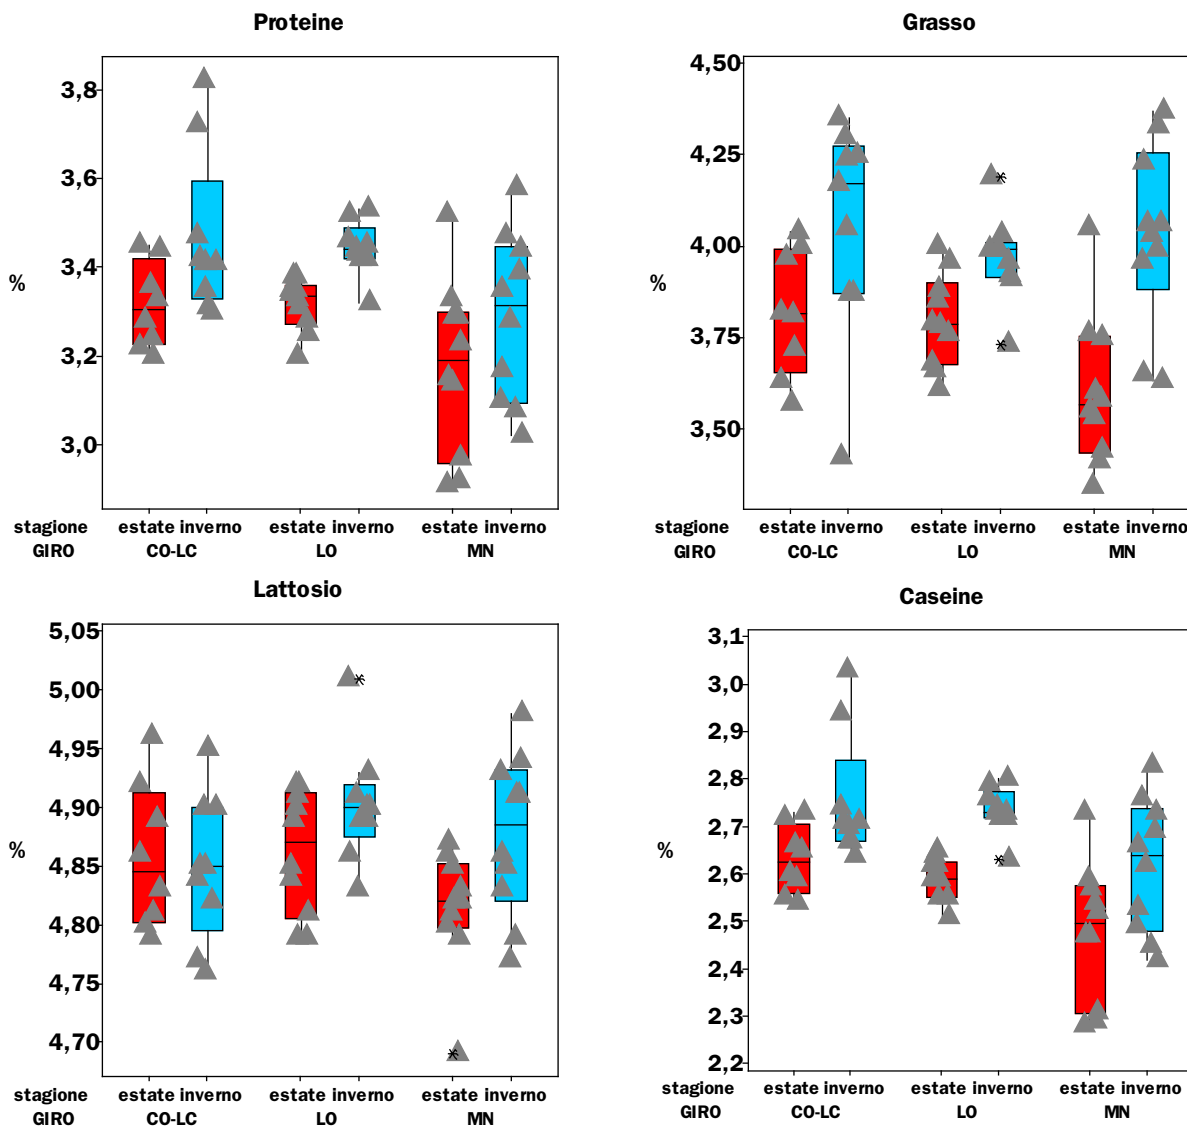 Proteine
3,8
3,6
3,4
%
3,2
3,0
stagione estate inverno estate inverno estate inverno
GIRO CO-LC LO MN
Grasso
4,50
4,25
4,00
%
3,75
3,50
stagione estate inverno estate inverno estate inverno
GIRO CO-LC LO MN
Lattosio
5,05
5,00
4,95
4,90
%
4,85
4,80
4,75
4,70
stagione estate inverno estate inverno estate inverno
GIRO CO-LC LO MN
Caseine
3,1
3,0
2,9
2,8
2,7
%
2,6
2,5
2,4
2,3
2,2
stagione estate inverno estate inverno estate inverno
GIRO CO-LC LO MN